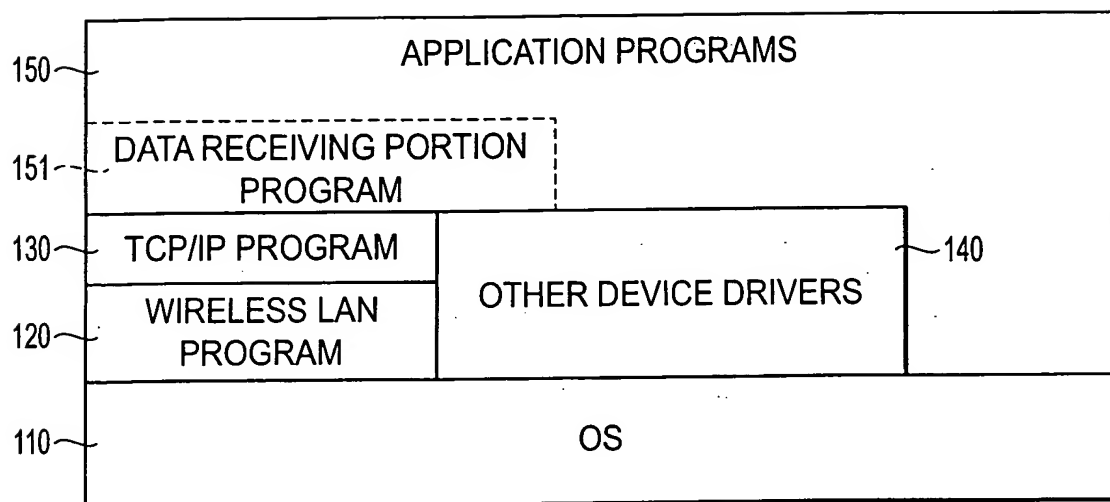 APPLICATION PROGRAMS
150
DATA RECEIVING PORTION
PROGRAM
151
130
TCP/IP PROGRAM
140
OTHER DEVICE DRIVERS
WIRELESS LAN
PROGRAM
120
110
OS